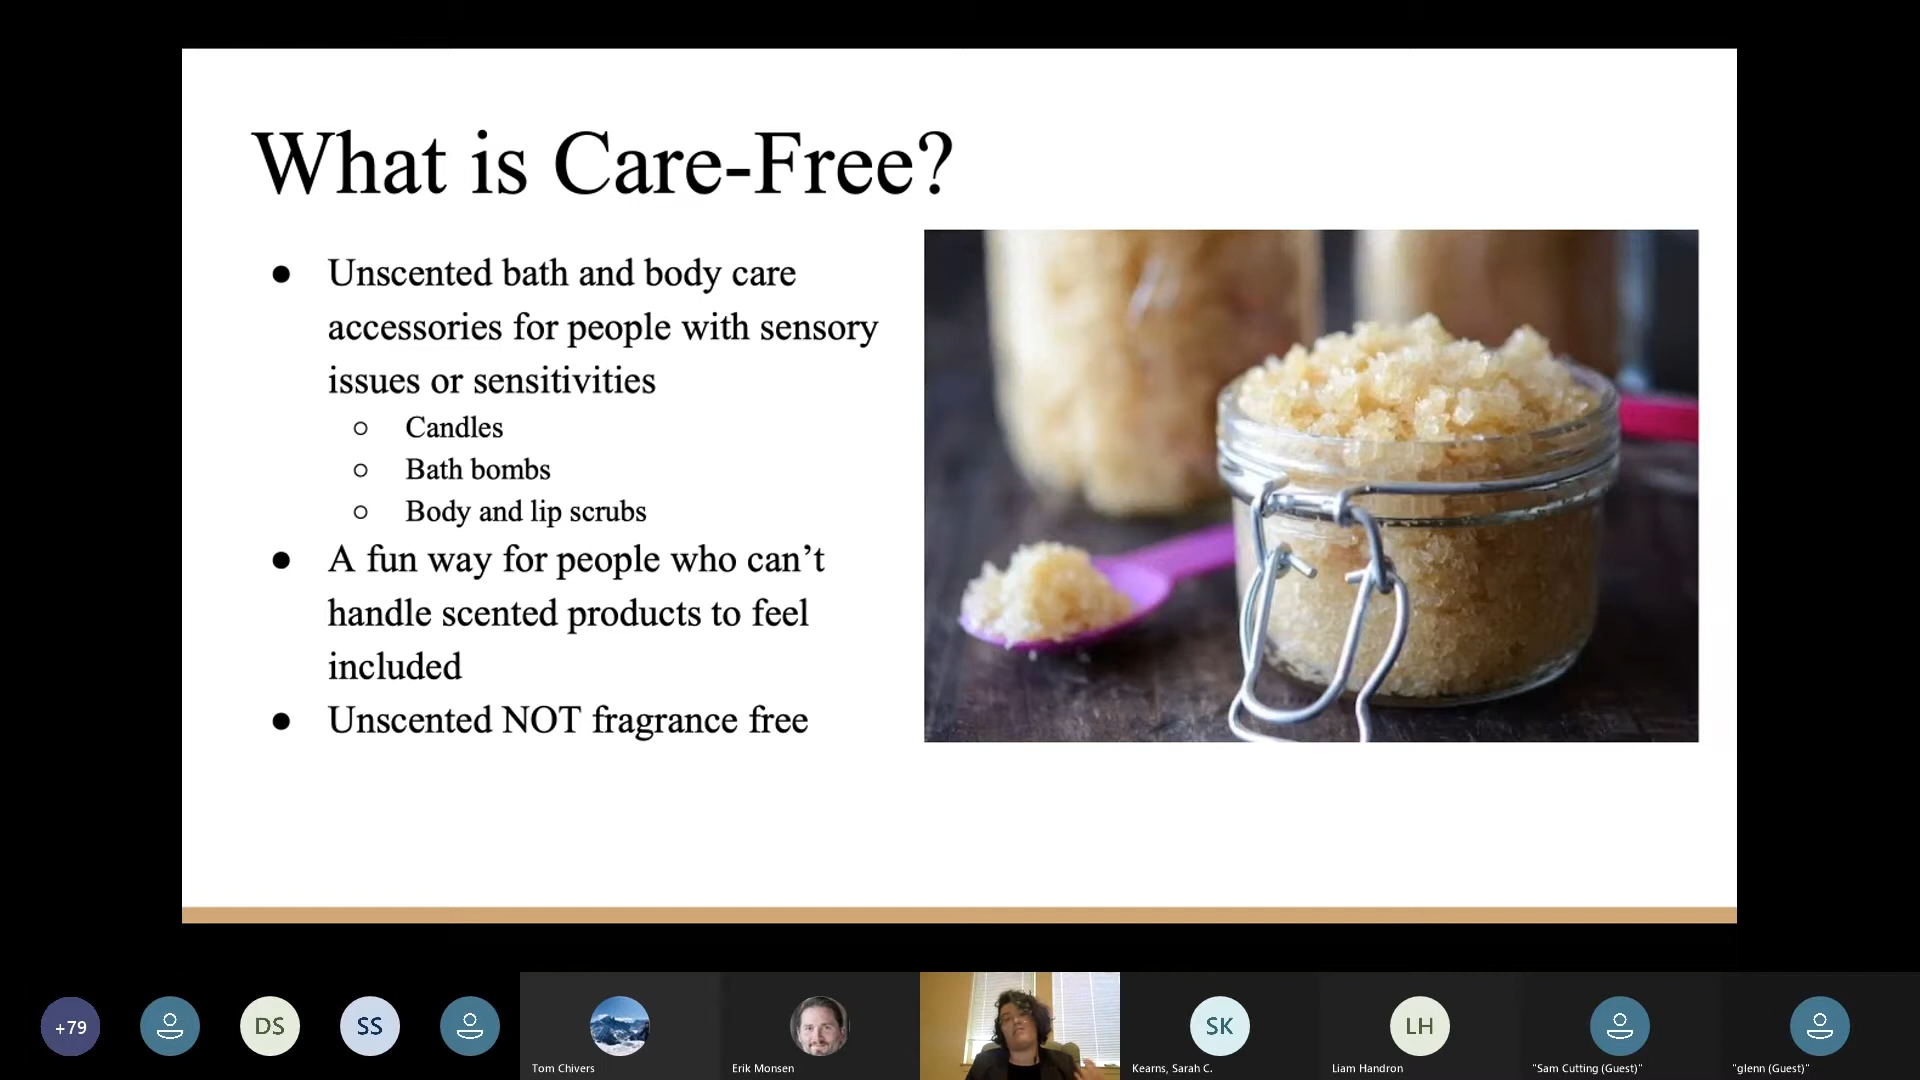 What is Care-Free?
● Unscented bath and body care
accessories for people with sensory
issues or sensitivities
○ Candles
○ Bath bombs
○ Body and lip scrubs
● A fun way for people who can’t
handle scented products to feel
included
● Unscented NOT fragrance free
+79
DS
SS
Tom Chivers
Erik Monsen
SK
Kearns, Sarah C.
LH
Liam Handron
"Sam Cutting (Guest)"
"glenn (Guest)"